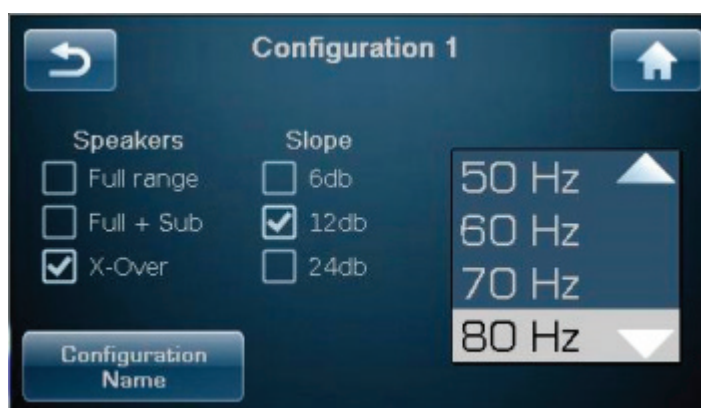 Configuration 1
Speakers
Full range
Full + Sub
X-Over
Slope
6db
12db
24db
50 Hz
60 Hz
70 Hz
80 Hz
Configuration
Name